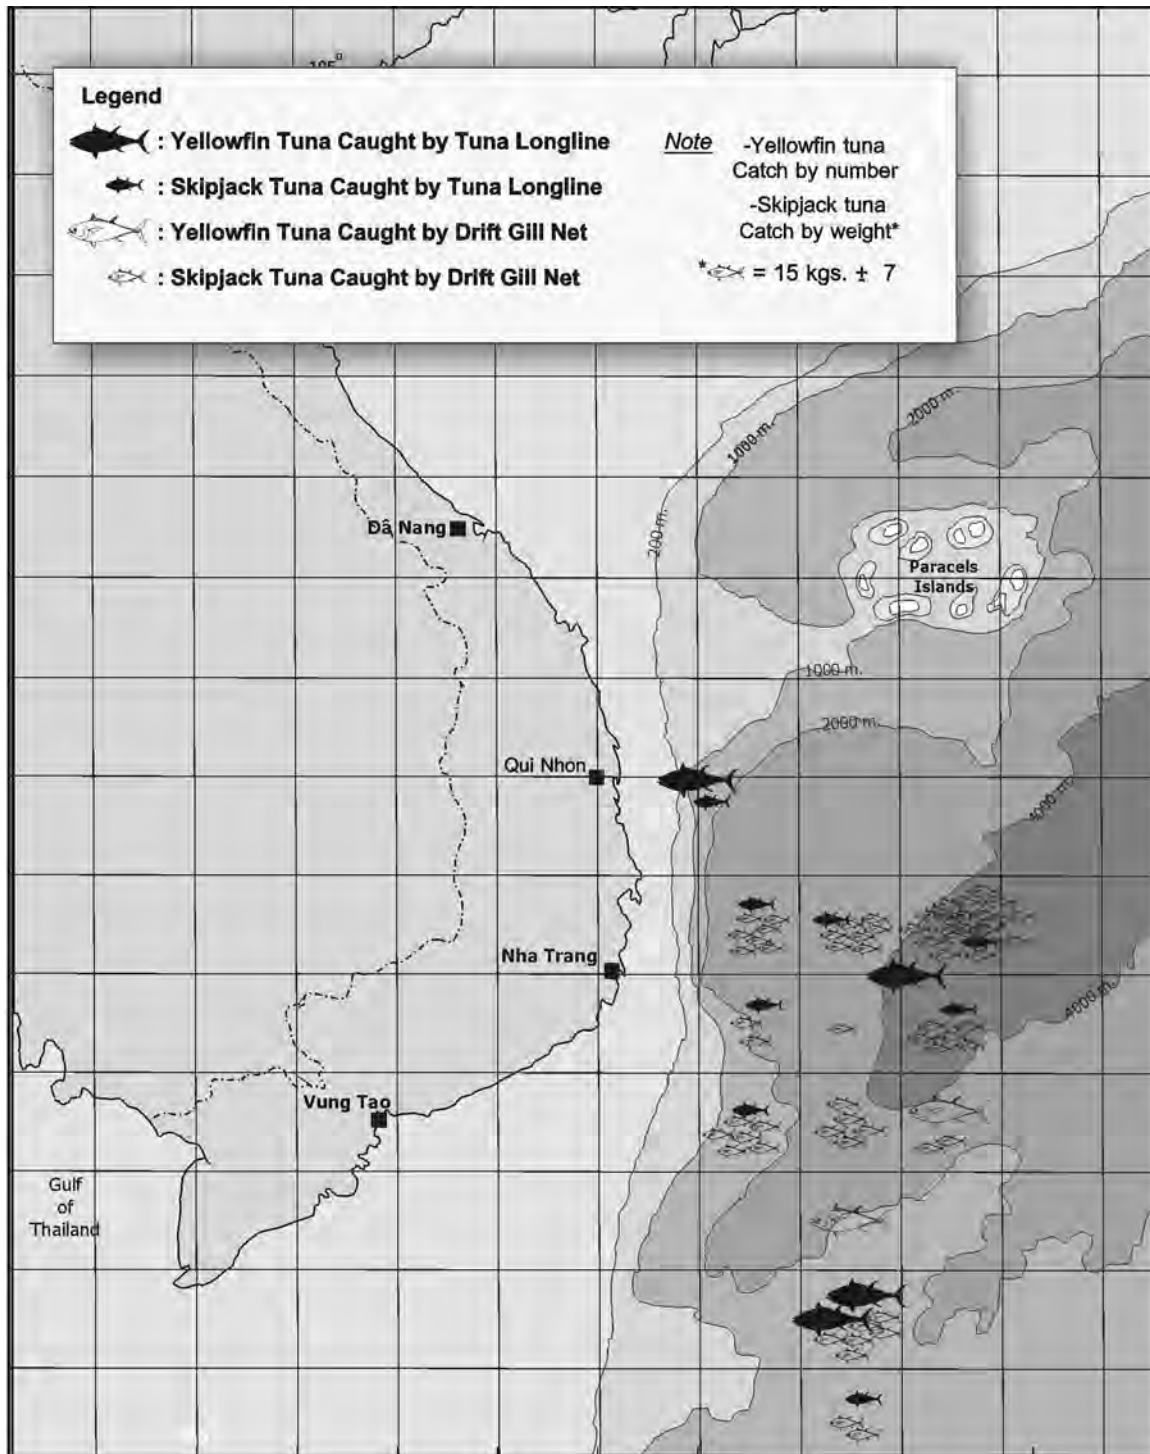 105°
Legend
: Yellowfin Tuna Caught by Tuna Longline
: Skipjack Tuna Caught by Tuna Longline
: Yellowfin Tuna Caught by Drift Gill Net
: Skipjack Tuna Caught by Drift Gill Net
Note -Yellowfin tuna
Catch by number
-Skipjack tuna
Catch by weight*
* = 15 kgs. ± 7
2000 m.
1000 m.
200 m.
Đâ Nang
Paracels
Islands
1000 m.
2000 m.
Qui Nhon
4000 m.
Nha Trang
4000 m.
Vung Tao
Gulf
of
Thailand